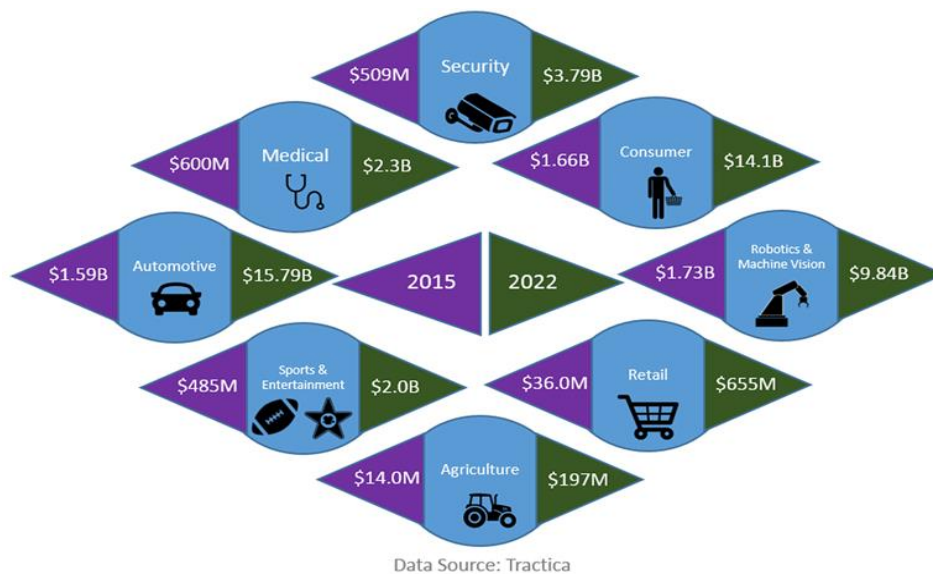 $509M
Security
$3.79B
$600M
Medical
$2.3B
$1.66B
Consumer
$14.1B
$1.59B
Automotive
$15.79B
2015
2022
$1.73B
Robotics &
Machine Vision
$9.84B
$485M
Sports &
Entertainment
$2.0B
$36.0M
Retail
$655M
$14.0M
Agriculture
$197M
Data Source: Tractica